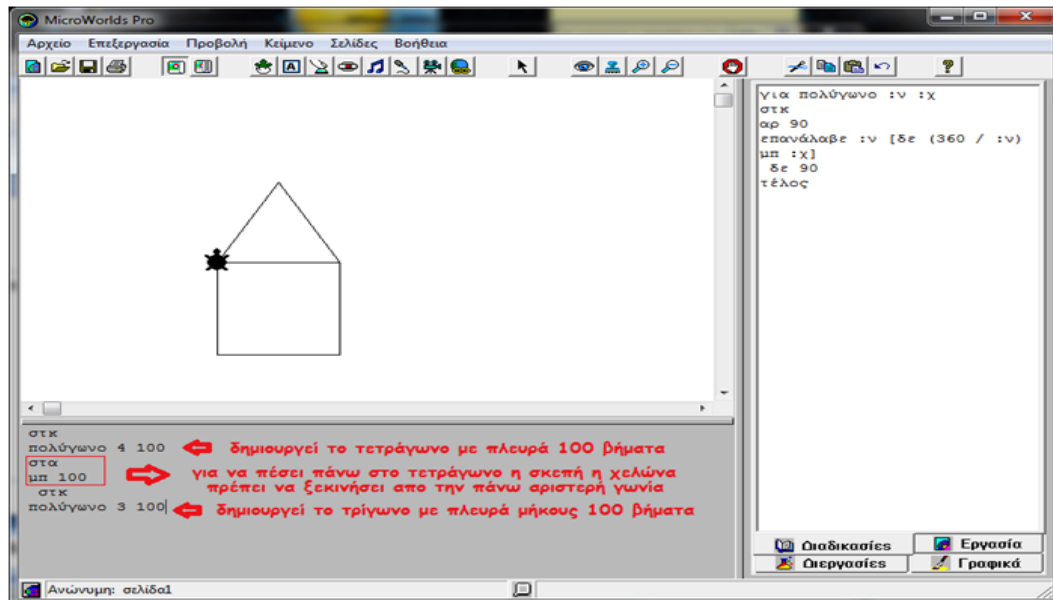 MicroWorlds Pro
Αρχείο Επεξεργασία Προβολή Κείμενο Σελίδες Βοήθεια
για πολύγωνο :ν :χ
στκ
αρ 90
επανάλαβε :ν [δε (360 / :ν)
μπ :χ]
δε 90
τέλος
στκ
πολύγωνο 4 100 δημιουργεί το τετράγωνο με πλευρά 100 βήματα
στα
μπ 100
για να πέσει πάνω στο τετράγωνο η σκεπή η χελώνα
πρέπει να ξεκινήσει απο την πάνω αριστερή γωνία
στκ
πολύγωνο 3 100 δημιουργεί το τρίγωνο με πλευρά μήκους 100 βήματα
Διαδικασίες Εργασία
Διεργασίες Γραφικά
Ανώνυμη: σελίδα1